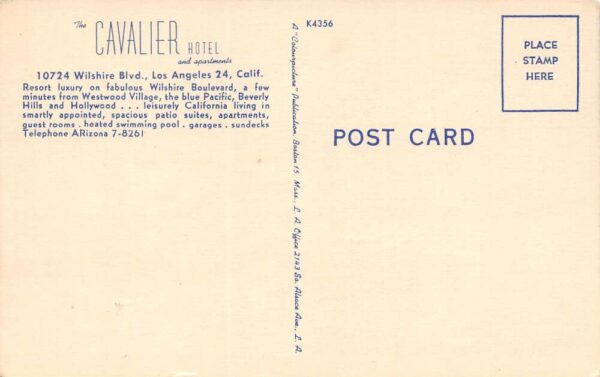 The
CAVALIER HOTEL
and apartments
10724 Wilshire Blvd., Los Angeles 24, Calif.
Resort luxury on fabulous Wilshire Boulevard, a few
minutes from Westwood Village, the blue Pacific, Beverly
Hills and Hollywood . . . leisurely California living in
smartly appointed, spacious patio suites, apartments,
guest rooms . heated swimming pool . garages . sundecks
Telephone ARizona 7-8261
A "Colourpicture" Publication, Boston 15, Mass., L. A. Office 2143 So. Alsace Ave., L. A.
K4356
POST CARD
PLACE
STAMP
HERE